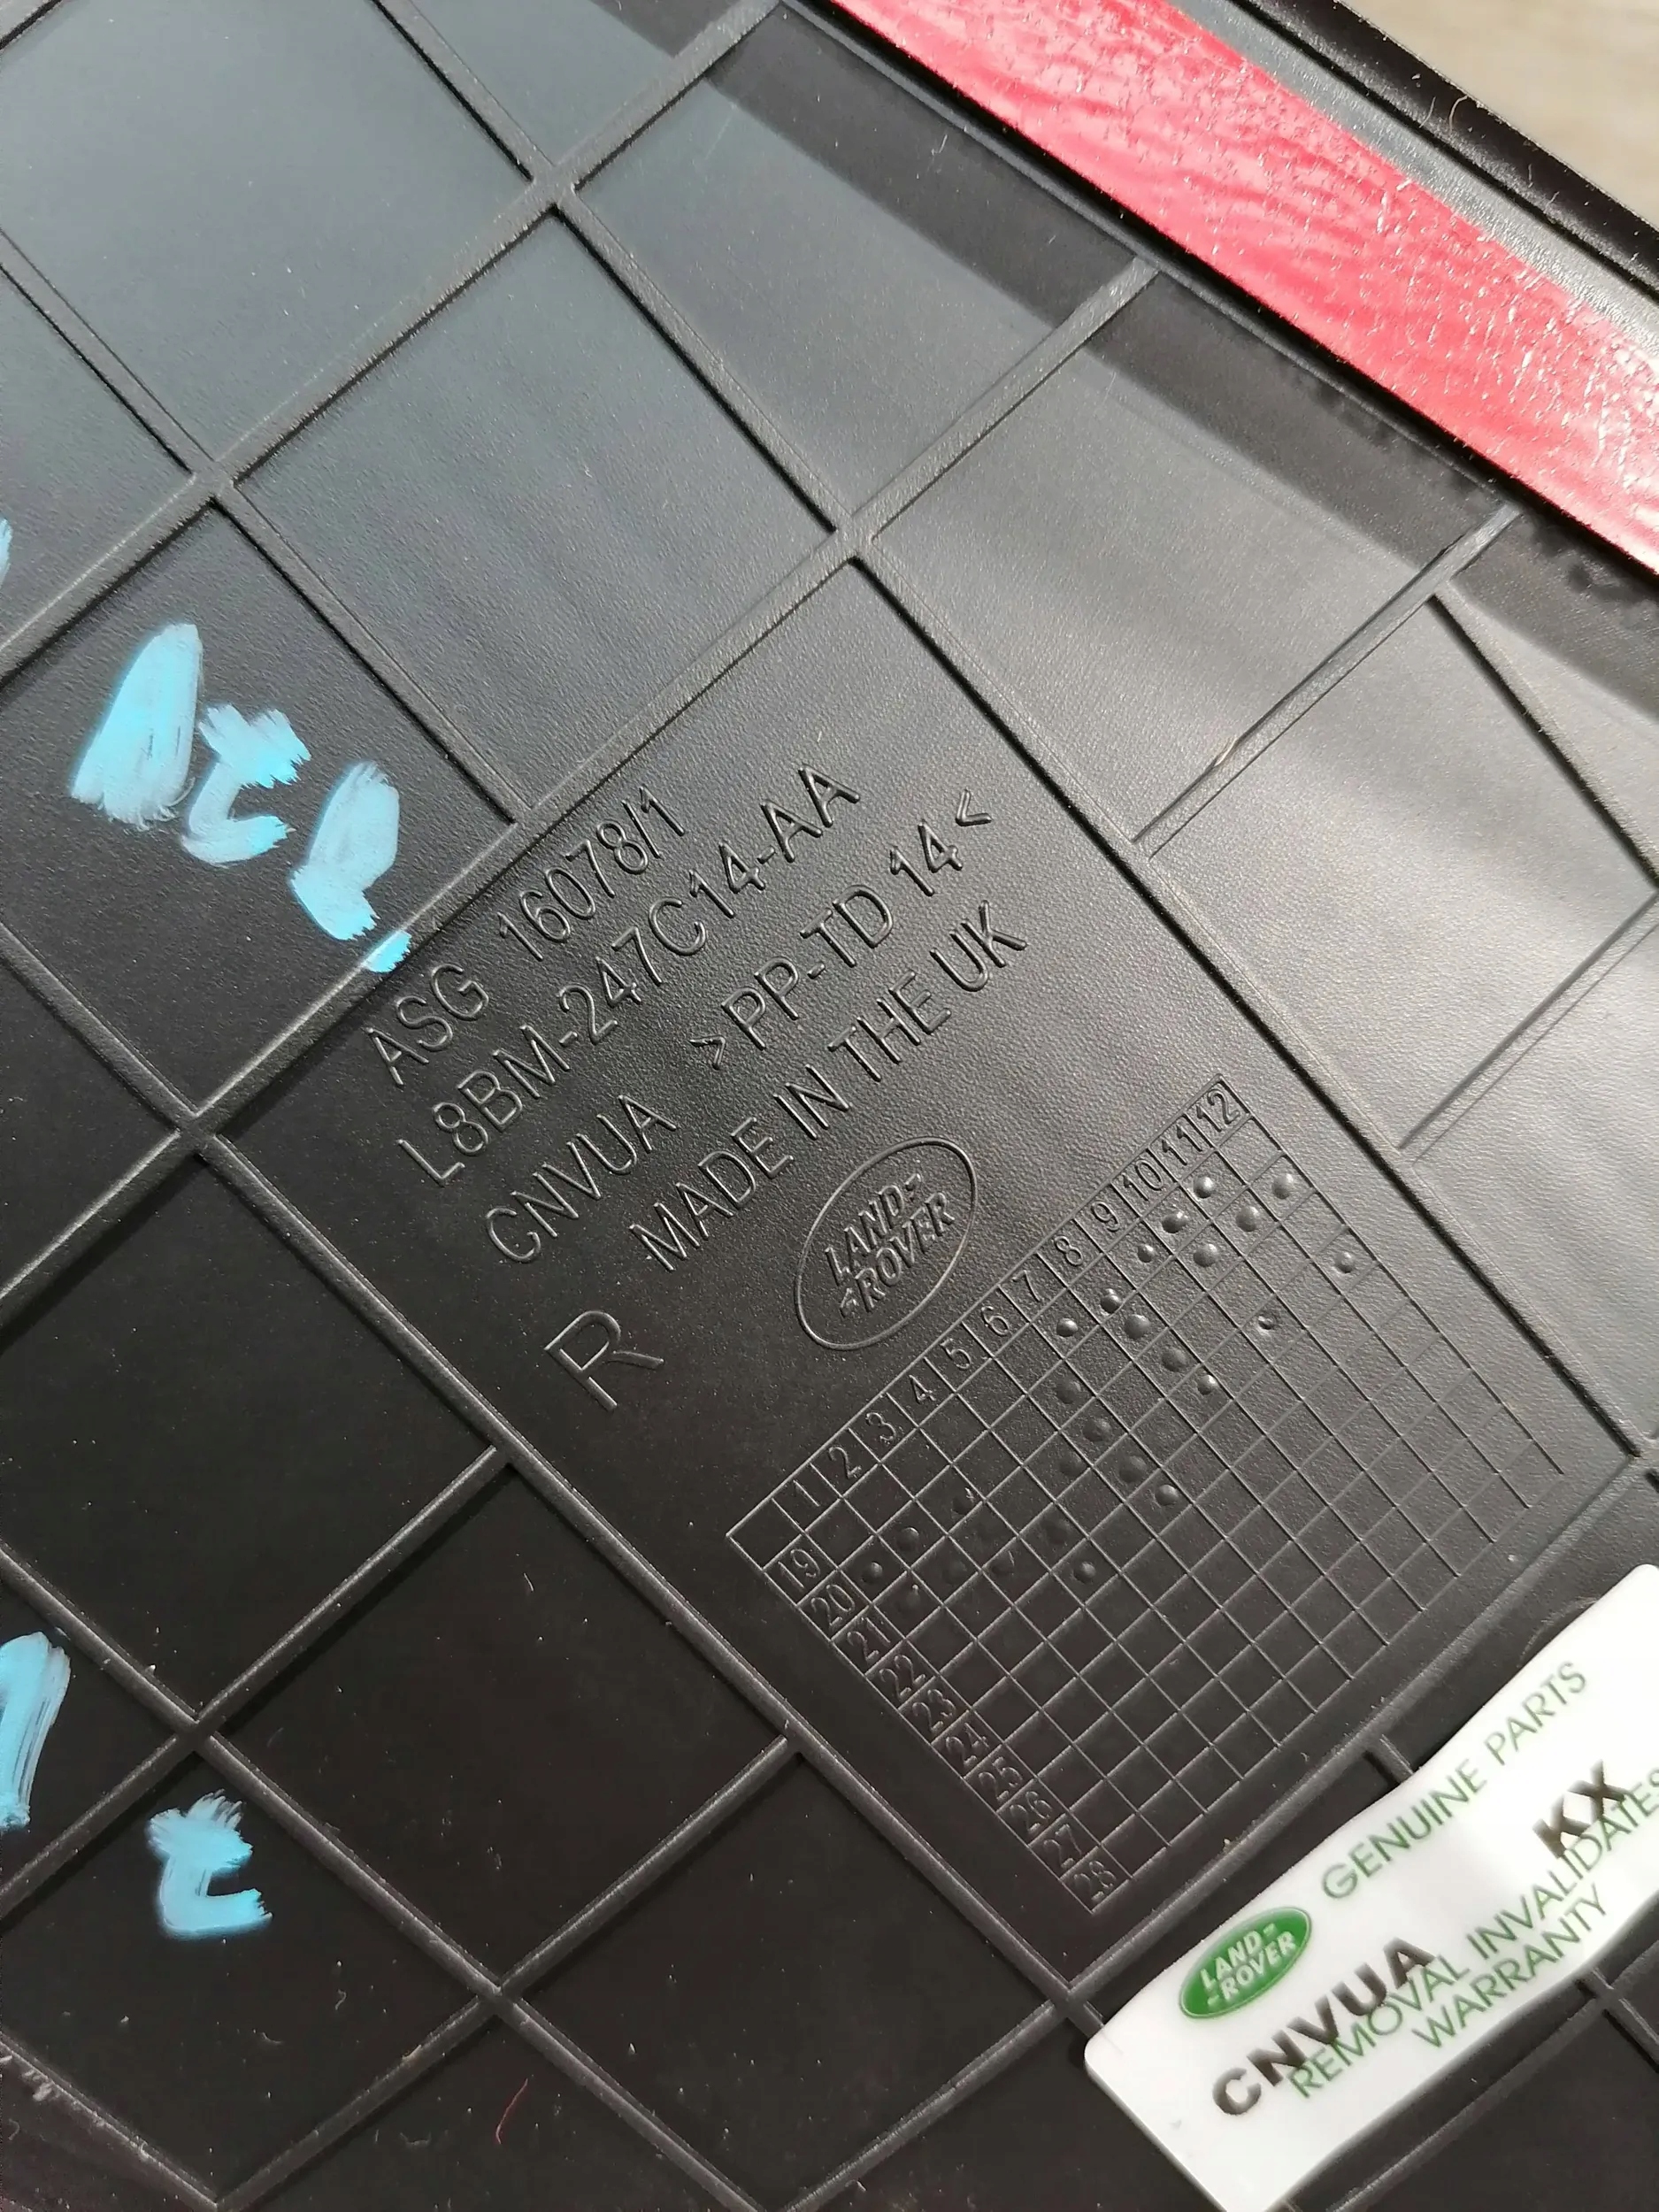 ASG 16078/1
L8BM-247C14-AA
CNVUA >PP-TD 14<
MADE IN THE UK
R
LAND-
-ROVER
1 2 3 4 5 6 7 8 9 10 11 12
19
20
21
22
23
24
25
26
27
28
LAND-
-ROVER
GENUINE PARTS
CNVUA KX
REMOVAL INVALIDATES
WARRANTY